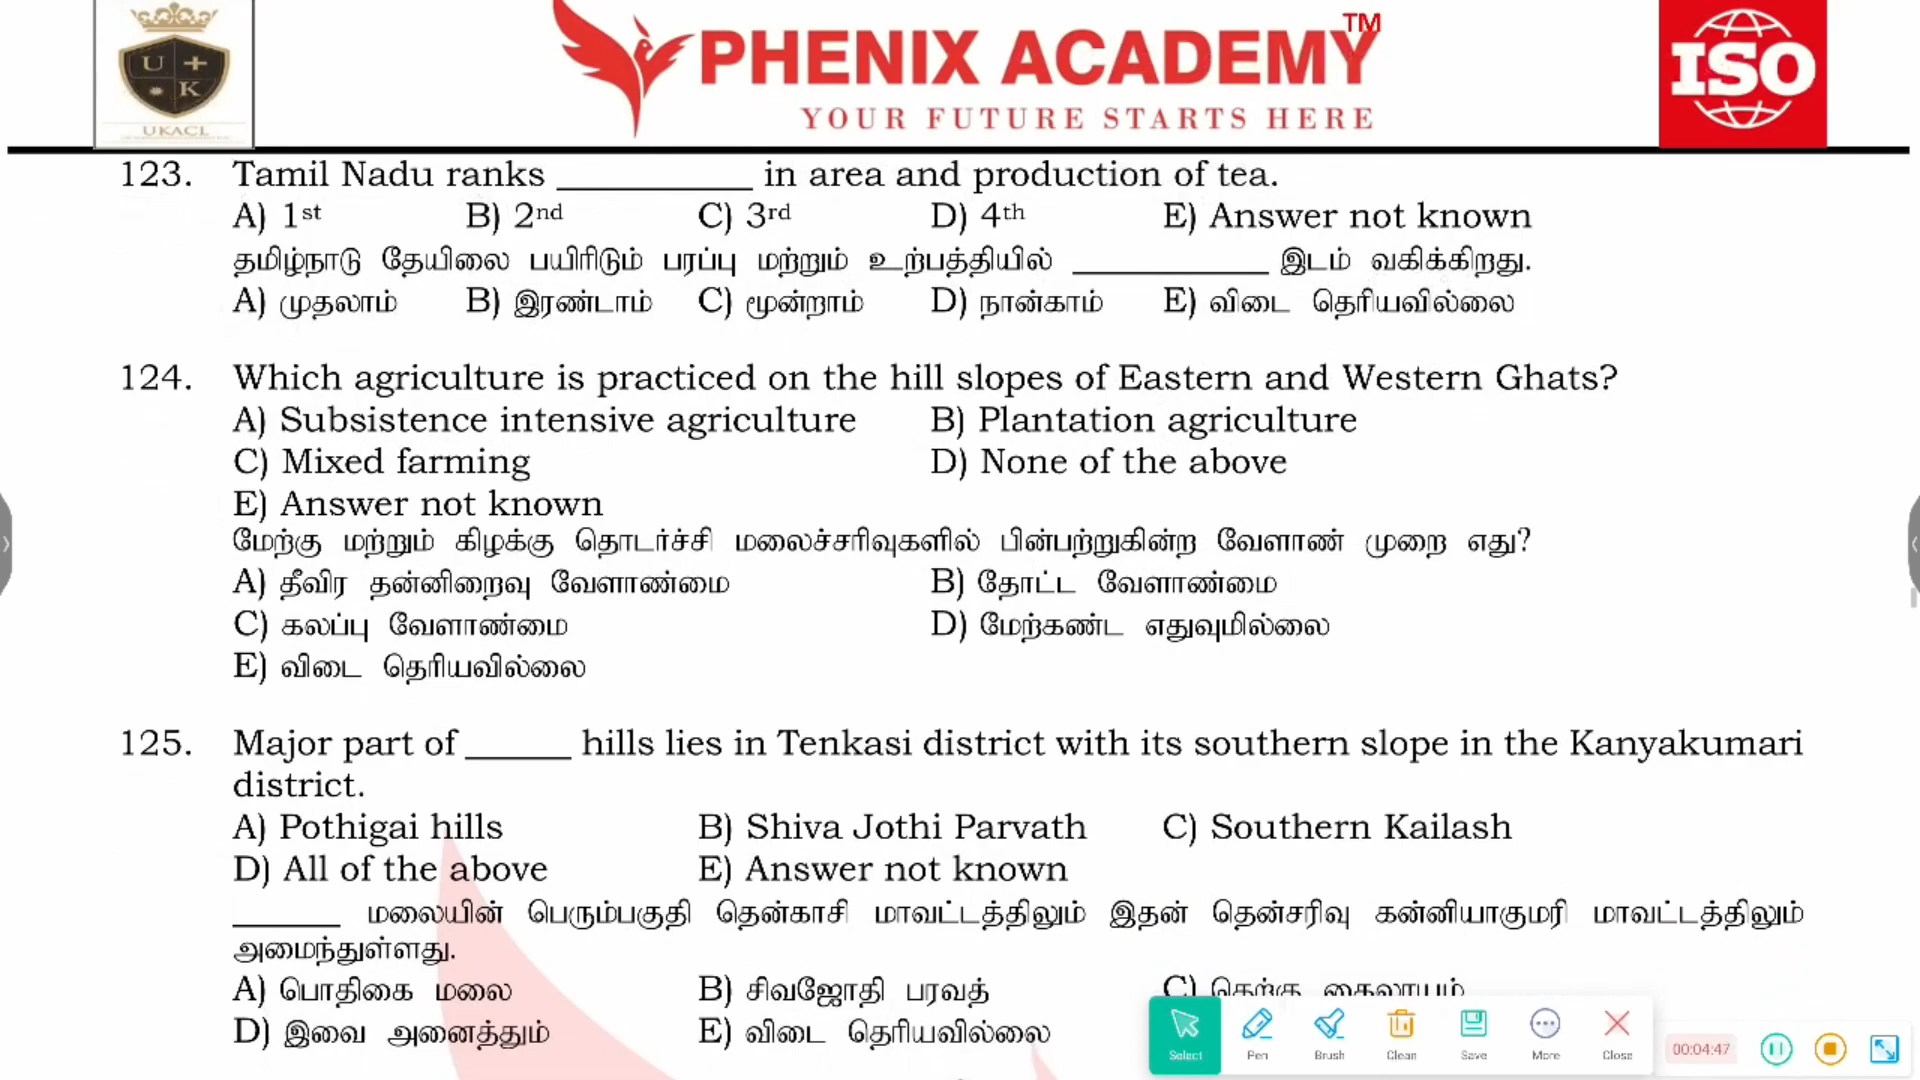 U + K
UKACL
PHENIX ACADEMY TM
YOUR FUTURE STARTS HERE
ISO
123. Tamil Nadu ranks ___________ in area and production of tea.
A) 1st B) 2nd C) 3rd D) 4th E) Answer not known
தமிழ்நாடு தேயிலை பயிரிடும் பரப்பு மற்றும் உற்பத்தியில் ___________ இடம் வகிக்கிறது.
A) முதலாம் B) இரண்டாம் C) மூன்றாம் D) நான்காம் E) விடை தெரியவில்லை
124. Which agriculture is practiced on the hill slopes of Eastern and Western Ghats?
A) Subsistence intensive agriculture B) Plantation agriculture
C) Mixed farming D) None of the above
E) Answer not known
மேற்கு மற்றும் கிழக்கு தொடர்ச்சி மலைச்சரிவுகளில் பின்பற்றுகின்ற வேளாண் முறை எது?
A) தீவிர தன்னிறைவு வேளாண்மை B) தோட்ட வேளாண்மை
C) கலப்பு வேளாண்மை D) மேற்கண்ட எதுவுமில்லை
E) விடை தெரியவில்லை
125. Major part of ______ hills lies in Tenkasi district with its southern slope in the Kanyakumari
district.
A) Pothigai hills B) Shiva Jothi Parvath C) Southern Kailash
D) All of the above E) Answer not known
______ மலையின் பெரும்பகுதி தென்காசி மாவட்டத்திலும் இதன் தென்சரிவு கன்னியாகுமரி மாவட்டத்திலும்
அமைந்துள்ளது.
A) பொதிகை மலை B) சிவஜோதி பரவத் C) தெற்கு கைலாயம்
D) இவை அனைத்தும் E) விடை தெரியவில்லை
Select Pen Brush Clean Save More Close 00:04:47